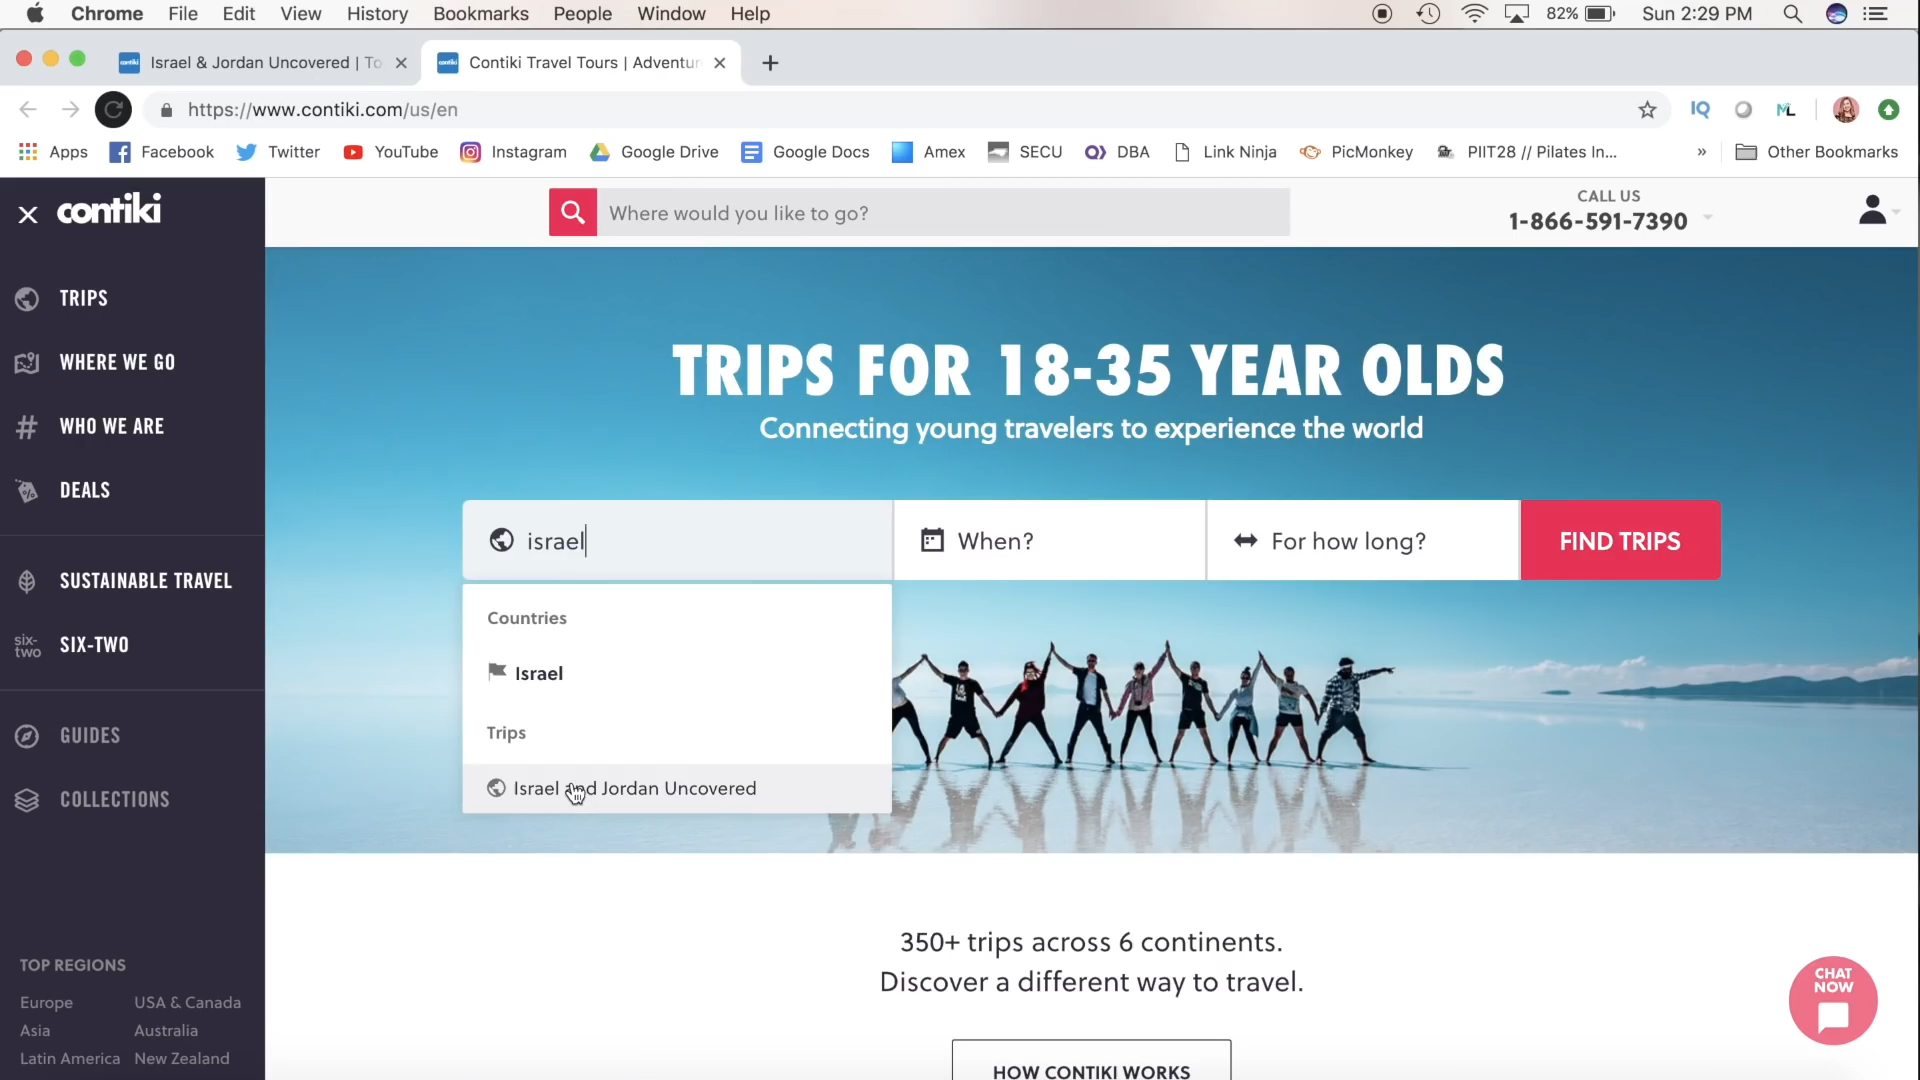 Chrome File Edit View History Bookmarks People Window Help 82% Sun 2:29 PM
Israel & Jordan Uncovered | To
Contiki Travel Tours | Adventur
https://www.contiki.com/us/en
IQ
Apps Facebook Twitter YouTube Instagram Google Drive Google Docs Amex SECU DBA Link Ninja PicMonkey PIIT28 // Pilates In... » Other Bookmarks
contiki
Where would you like to go?
CALL US
1-866-591-7390
TRIPS
WHERE WE GO
WHO WE ARE
DEALS
SUSTAINABLE TRAVEL
six-two
SIX-TWO
GUIDES
COLLECTIONS
TOP REGIONS
Europe USA & Canada
Asia Australia
Latin America New Zealand
TRIPS FOR 18-35 YEAR OLDS
Connecting young travelers to experience the world
israel When? For how long? FIND TRIPS
Countries
Israel
Trips
Israel and Jordan Uncovered
350+ trips across 6 continents.
Discover a different way to travel.
HOW CONTIKI WORKS
CHAT
NOW